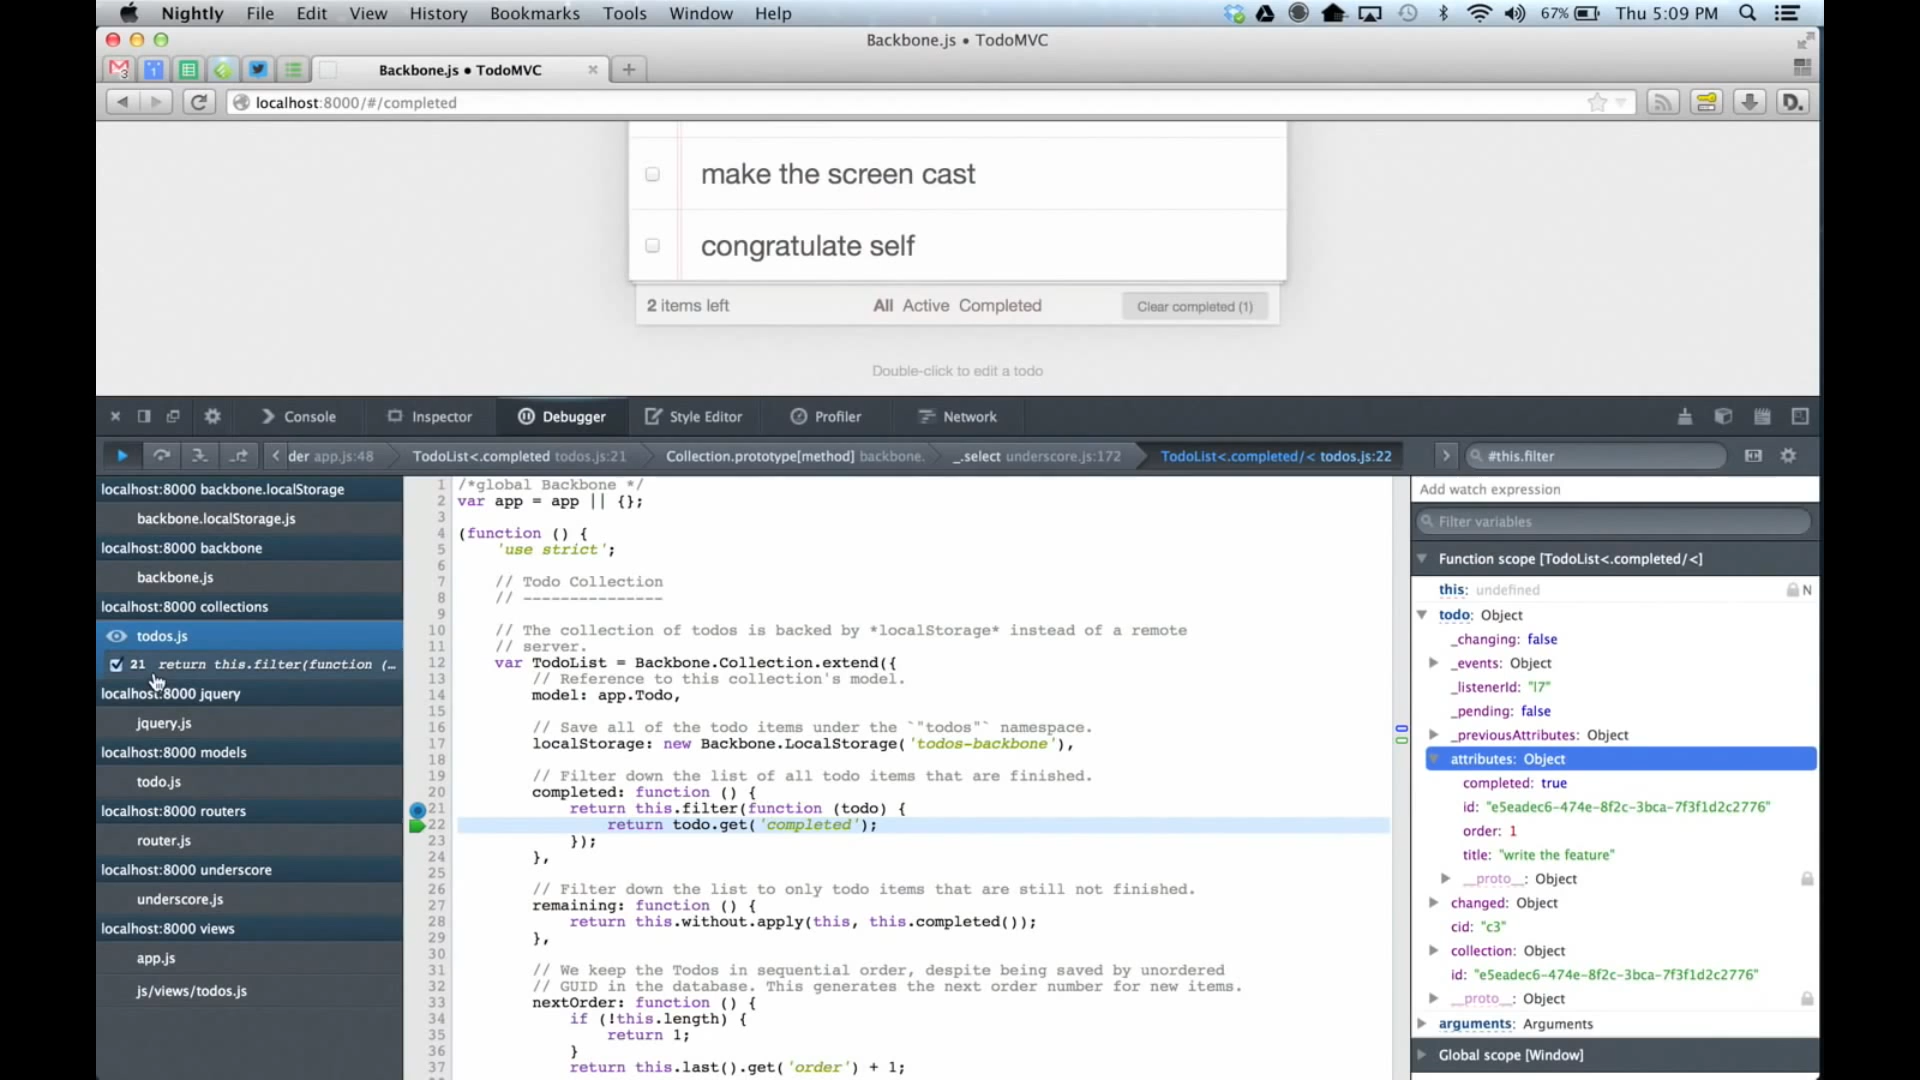 Nightly File Edit View History Bookmarks Tools Window Help 67% Thu 5:09 PM
Backbone.js • TodoMVC
Backbone.js • TodoMVC
localhost:8000/#/completed
make the screen cast
congratulate self
2 items left All Active Completed Clear completed (1)
Double-click to edit a todo
Console Inspector Debugger Style Editor Profiler Network
der app.js:48 TodoList<.completed todos.js:21 Collection.prototype[method] backbone. _.select underscore.js:172 TodoList<.completed/< todos.js:22 #this.filter
localhost:8000 backbone.localStorage
backbone.localStorage.js
localhost:8000 backbone
backbone.js
localhost:8000 collections
todos.js
21 return this.filter(function (…
localhost:8000 jquery
jquery.js
localhost:8000 models
todo.js
localhost:8000 routers
router.js
localhost:8000 underscore
underscore.js
localhost:8000 views
app.js
js/views/todos.js
1 /*global Backbone */
2 var app = app || {};
3
4 (function () {
5 'use strict';
6
7 // Todo Collection
8 // ---------------
9
10 // The collection of todos is backed by *localStorage* instead of a remote
11 // server.
12 var TodoList = Backbone.Collection.extend({
13 // Reference to this collection's model.
14 model: app.Todo,
15
16 // Save all of the todo items under the `"todos"` namespace.
17 localStorage: new Backbone.LocalStorage('todos-backbone'),
18
19 // Filter down the list of all todo items that are finished.
20 completed: function () {
21 return this.filter(function (todo) {
22 return todo.get('completed');
23 });
24 },
25
26 // Filter down the list to only todo items that are still not finished.
27 remaining: function () {
28 return this.without.apply(this, this.completed());
29 },
30
31 // We keep the Todos in sequential order, despite being saved by unordered
32 // GUID in the database. This generates the next order number for new items.
33 nextOrder: function () {
34 if (!this.length) {
35 return 1;
36 }
37 return this.last().get('order') + 1;
Add watch expression
Filter variables
Function scope [TodoList<.completed/<]
this: undefined N
todo: Object
_changing: false
_events: Object
_listenerId: "l7"
_pending: false
_previousAttributes: Object
attributes: Object
completed: true
id: "e5eadec6-474e-8f2c-3bca-7f3f1d2c2776"
order: 1
title: "write the feature"
__proto__: Object
changed: Object
cid: "c3"
collection: Object
id: "e5eadec6-474e-8f2c-3bca-7f3f1d2c2776"
__proto__: Object
arguments: Arguments
Global scope [Window]